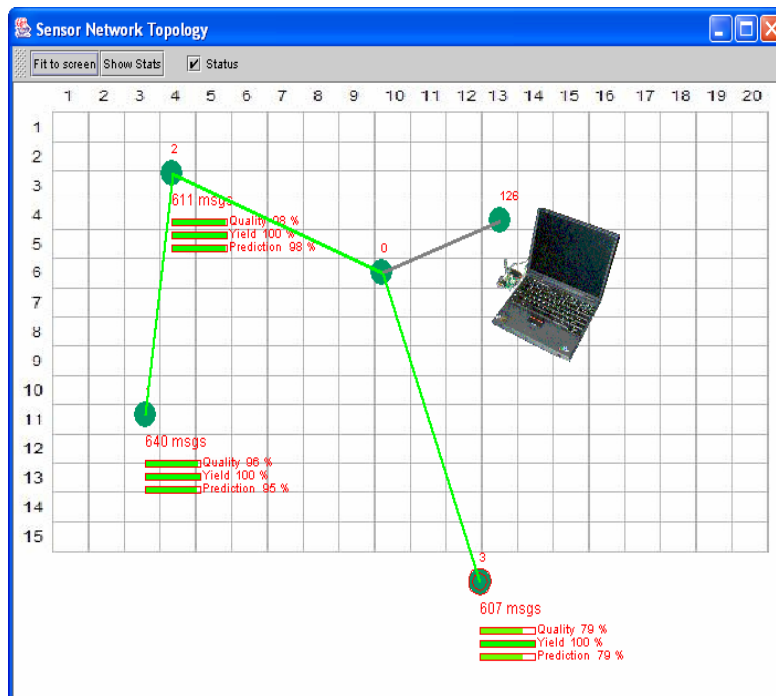 Sensor Network Topology
Fit to screen Show Stats Status
1 2 3 4 5 6 7 8 9 10 11 12 13 14 15 16 17 18 19 20
1
2
3
4
5
6
7
8
9
10
11
12
13
14
15
2
611 msgs
Quality 98 %
Yield 100 %
Prediction 98 %
126
0
640 msgs
Quality 96 %
Yield 100 %
Prediction 95 %
3
607 msgs
Quality 79 %
Yield 100 %
Prediction 79 %